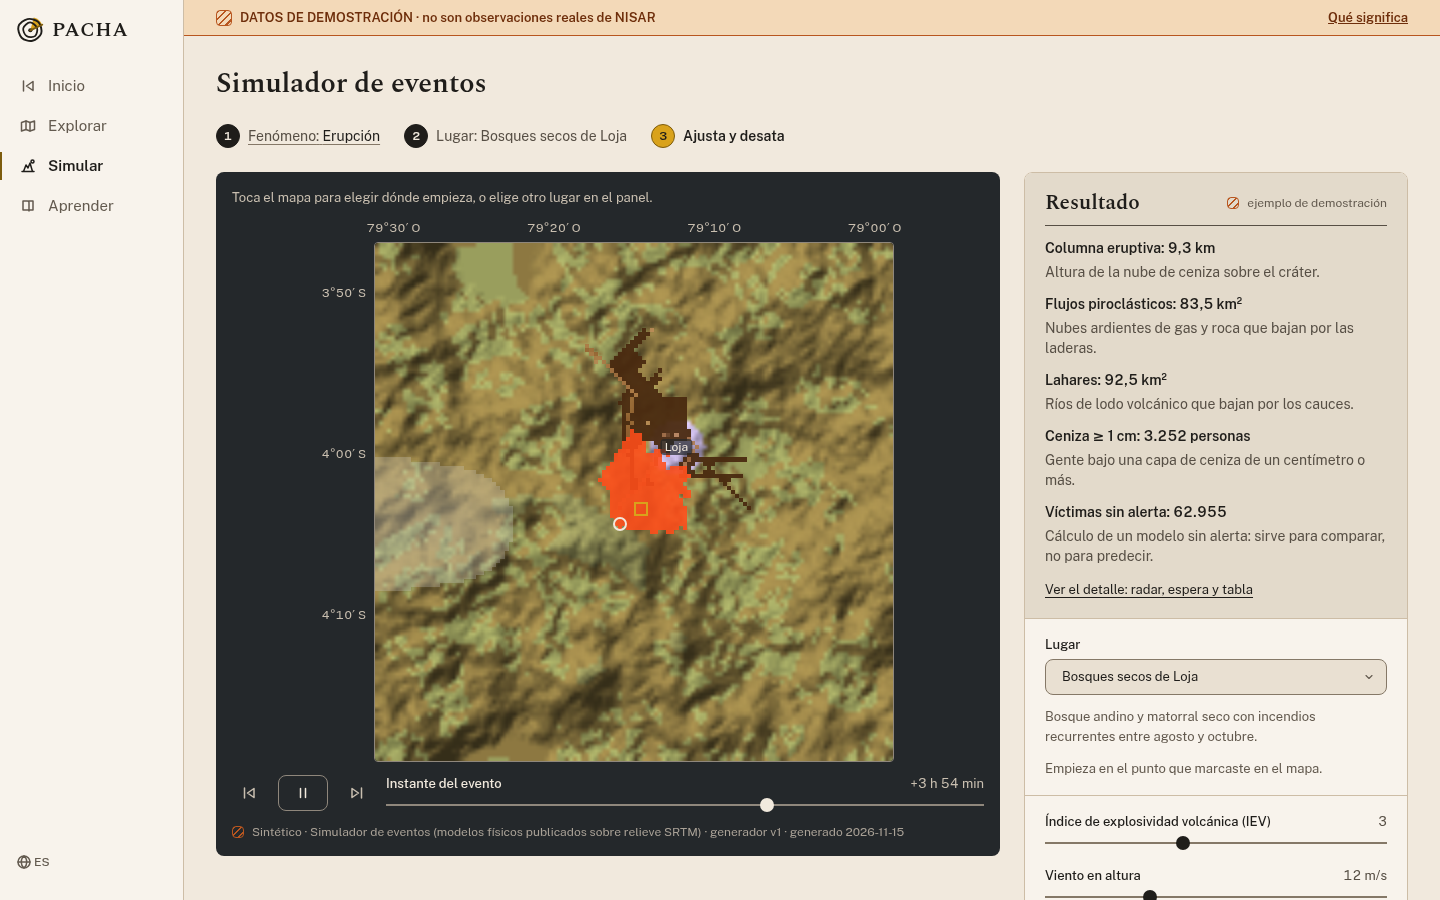 PACHA
Inicio
Explorar
Simular
Aprender
ES
DATOS DE DEMOSTRACIÓN · no son observaciones reales de NISAR
Qué significa
Simulador de eventos
1 Fenómeno: Erupción
2 Lugar: Bosques secos de Loja
3 Ajusta y desata
Toca el mapa para elegir dónde empieza, o elige otro lugar en el panel.
79°30′ O
79°20′ O
79°10′ O
79°00′ O
3°50′ S
4°00′ S
4°10′ S
Loja
Instante del evento
+3 h 54 min
Sintético · Simulador de eventos (modelos físicos publicados sobre relieve SRTM) · generador v1 · generado 2026-11-15
Resultado
ejemplo de demostración
Columna eruptiva: 9,3 km
Altura de la nube de ceniza sobre el cráter.
Flujos piroclásticos: 83,5 km²
Nubes ardientes de gas y roca que bajan por las
laderas.
Lahares: 92,5 km²
Ríos de lodo volcánico que bajan por los cauces.
Ceniza ≥ 1 cm: 3.252 personas
Gente bajo una capa de ceniza de un centímetro o
más.
Víctimas sin alerta: 62.955
Cálculo de un modelo sin alerta: sirve para comparar,
no para predecir.
Ver el detalle: radar, espera y tabla
Lugar
Bosques secos de Loja
Bosque andino y matorral seco con incendios
recurrentes entre agosto y octubre.
Empieza en el punto que marcaste en el mapa.
Índice de explosividad volcánica (IEV)
3
Viento en altura
12 m/s